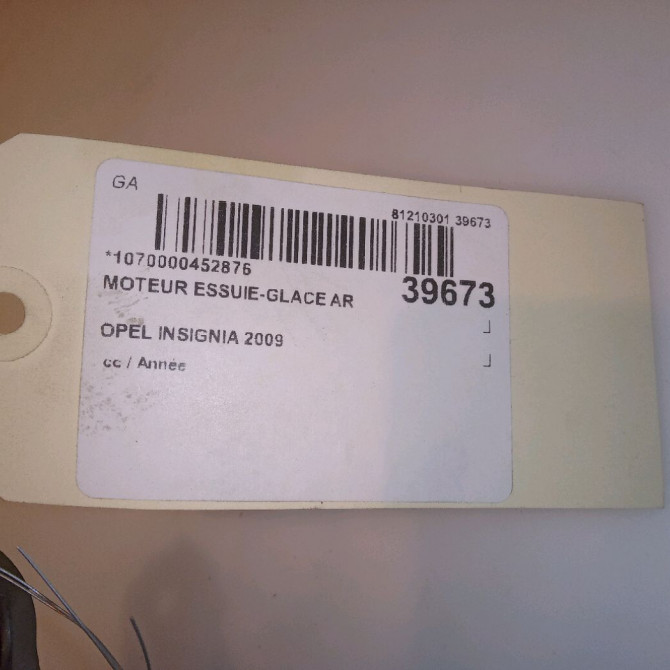 GA
81210301 39673
*1070000452876
39673
MOTEUR ESSUIE-GLACE AR
OPEL INSIGNIA 2009
cc / Année